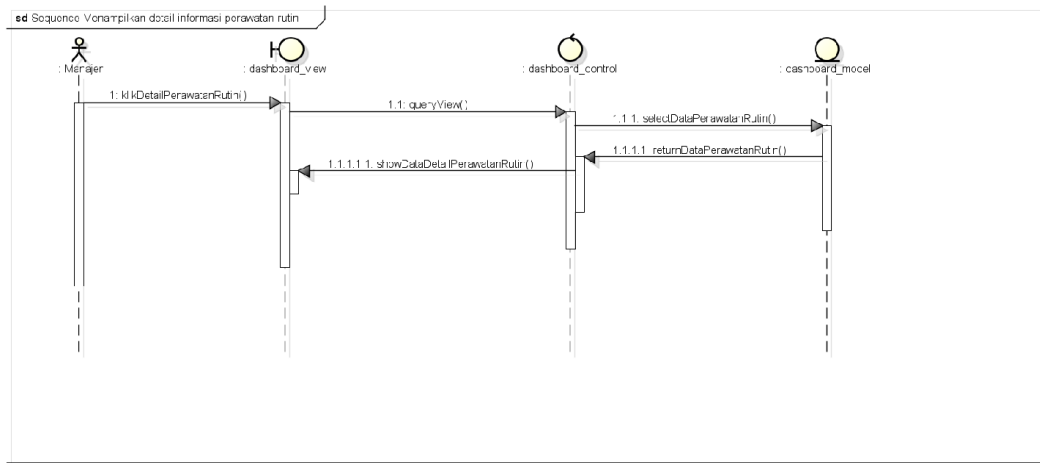 sd Sequence Menampilkan detail informasi perawatan rutin
: Manajer
: dashboard_view
: dashboard_control
: dashboard_model
1: klikDetailPerawatanRutin()
1.1: queryView()
1.1.1: selectDataPerawatanRutin()
1.1.1.1: returnDataPerawatanRutin()
1.1.1.1.1: showDataDetailPerawatanRutin()